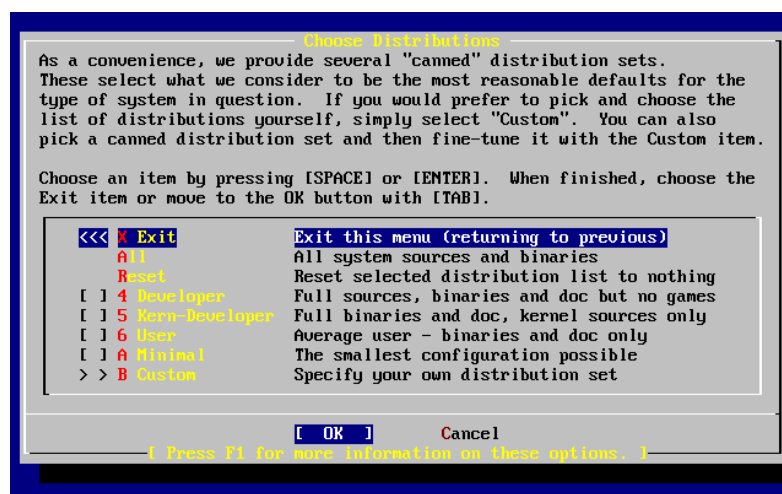 Choose Distributions
As a convenience, we provide several "canned" distribution sets.
These select what we consider to be the most reasonable defaults for the
type of system in question.  If you would prefer to pick and choose the
list of distributions yourself, simply select "Custom".  You can also
pick a canned distribution set and then fine-tune it with the Custom item.
Choose an item by pressing [SPACE] or [ENTER].  When finished, choose the
Exit item or move to the OK button with [TAB].
<<< X Exit Exit this menu (returning to previous)
All All system sources and binaries
Reset Reset selected distribution list to nothing
[ ] 4 Developer Full sources, binaries and doc but no games
[ ] 5 Kern-Developer Full binaries and doc, kernel sources only
[ ] 6 User Average user - binaries and doc only
[ ] A Minimal The smallest configuration possible
> > B Custom Specify your own distribution set
[ OK ] Cancel
[ Press F1 for more information on these options. ]